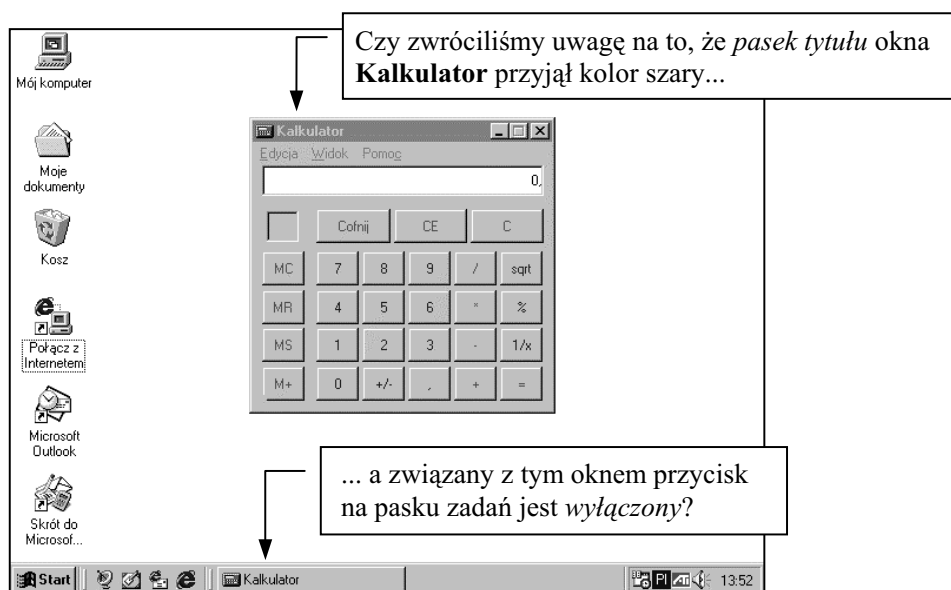 Czy zwróciliśmy uwagę na to, że pasek tytułu okna
Kalkulator przyjął kolor szary...
Mój komputer
Moje
dokumenty
Kosz
Połącz z
Internetem
Microsoft
Outlook
Skrót do
Microsof...
Kalkulator
Edycja Widok Pomoc
0,
Cofnij CE C
MC 7 8 9 / sqrt
MR 4 5 6 * %
MS 1 2 3 - 1/x
M+ 0 +/- , + =
... a związany z tym oknem przycisk
na pasku zadań jest wyłączony?
Start Kalkulator Pl 13:52